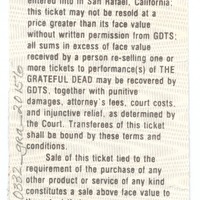 entered into in San Rafael, California;
this ticket may not be resold at a
price greater than its face value
without written permission from GDTS;
all sums in excess of face value
received by a person re-selling one or
more tickets to performance(s) of THE
GRATEFUL DEAD may be recovered by
GDTS, together with punitive
damages, attorney's fees, court costs,
and injunctive relief, as determined by
the Court. Transferees of this ticket
shall be bound by these terms and
conditions.
Sale of this ticket tied to the
requirement of the purchase of any
other product or service of any kind
constitutes a sale above face value to